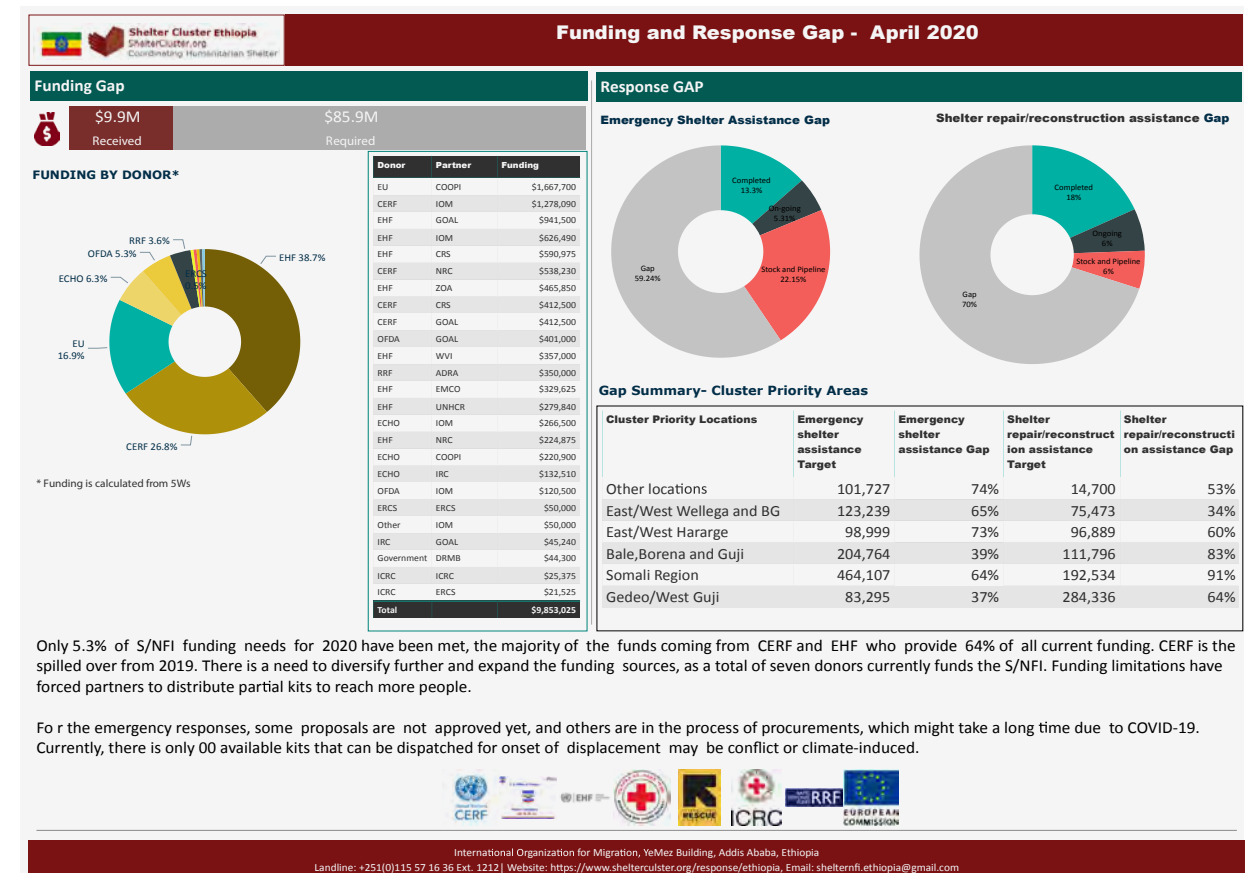 Shelter Cluster Ethiopia
ShelterCluster.org
Coordinating Humanitarian Shelter
Funding and Response Gap - April 2020
Funding Gap
$9.9M
Received
$85.9M
Required
FUNDING BY DONOR*
RRF 3.6%
OFDA 5.3%
ECHO 6.3%
EU
16.9%
CERF 26.8%
EHF 38.7%
ERCS
0.5%
* Funding is calculated from 5Ws
Donor Partner Funding
EU COOPI $1,667,700
CERF IOM $1,278,090
EHF GOAL $941,500
EHF IOM $626,490
EHF CRS $590,975
CERF NRC $538,230
EHF ZOA $465,850
CERF CRS $412,500
CERF GOAL $412,500
OFDA GOAL $401,000
EHF WVI $357,000
RRF ADRA $350,000
EHF EMCO $329,625
EHF UNHCR $279,840
ECHO IOM $266,500
EHF NRC $224,875
ECHO COOPI $220,900
ECHO IRC $132,510
OFDA IOM $120,500
ERCS ERCS $50,000
Other IOM $50,000
IRC GOAL $45,240
Government DRMB $44,300
ICRC ICRC $25,375
ICRC ERCS $21,525
Total $9,853,025
Response GAP
Emergency Shelter Assistance Gap
Completed
13.3%
On-going
5.31%
Stock and Pipeline
22.15%
Gap
59.24%
Shelter repair/reconstruction assistance Gap
Completed
18%
Ongoing
6%
Stock and Pipeline
6%
Gap
70%
Gap Summary- Cluster Priority Areas
Cluster Priority Locations
Emergency
shelter
assistance
Target
Emergency
shelter
assistance Gap
Shelter
repair/reconstruct
ion assistance
Target
Shelter
repair/reconstructi
on assistance Gap
Other locations 101,727 74% 14,700 53%
East/West Wellega and BG 123,239 65% 75,473 34%
East/West Hararge 98,999 73% 96,889 60%
Bale,Borena and Guji 204,764 39% 111,796 83%
Somali Region 464,107 64% 192,534 91%
Gedeo/West Guji 83,295 37% 284,336 64%
Only 5.3% of S/NFI funding needs for 2020 have been met, the majority of the funds coming from CERF and EHF who provide 64% of all current funding. CERF is the
spilled over from 2019. There is a need to diversify further and expand the funding sources, as a total of seven donors currently funds the S/NFI. Funding limitations have
forced partners to distribute partial kits to reach more people.
Fo r the emergency responses, some proposals are not approved yet, and others are in the process of procurements, which might take a long time due to COVID-19.
Currently, there is only 00 available kits that can be dispatched for onset of displacement may be conflict or climate-induced.
CERF
EHF
RESCUE
ICRC
RRF
EUROPEAN
COMMISSION
International Organization for Migration, YeMez Building, Addis Ababa, Ethiopia
Landline: +251(0)115 57 16 36 Ext. 1212| Website: https://www.shelterculster.org/response/ethiopia, Email: shelternfi.ethiopia@gmail.com